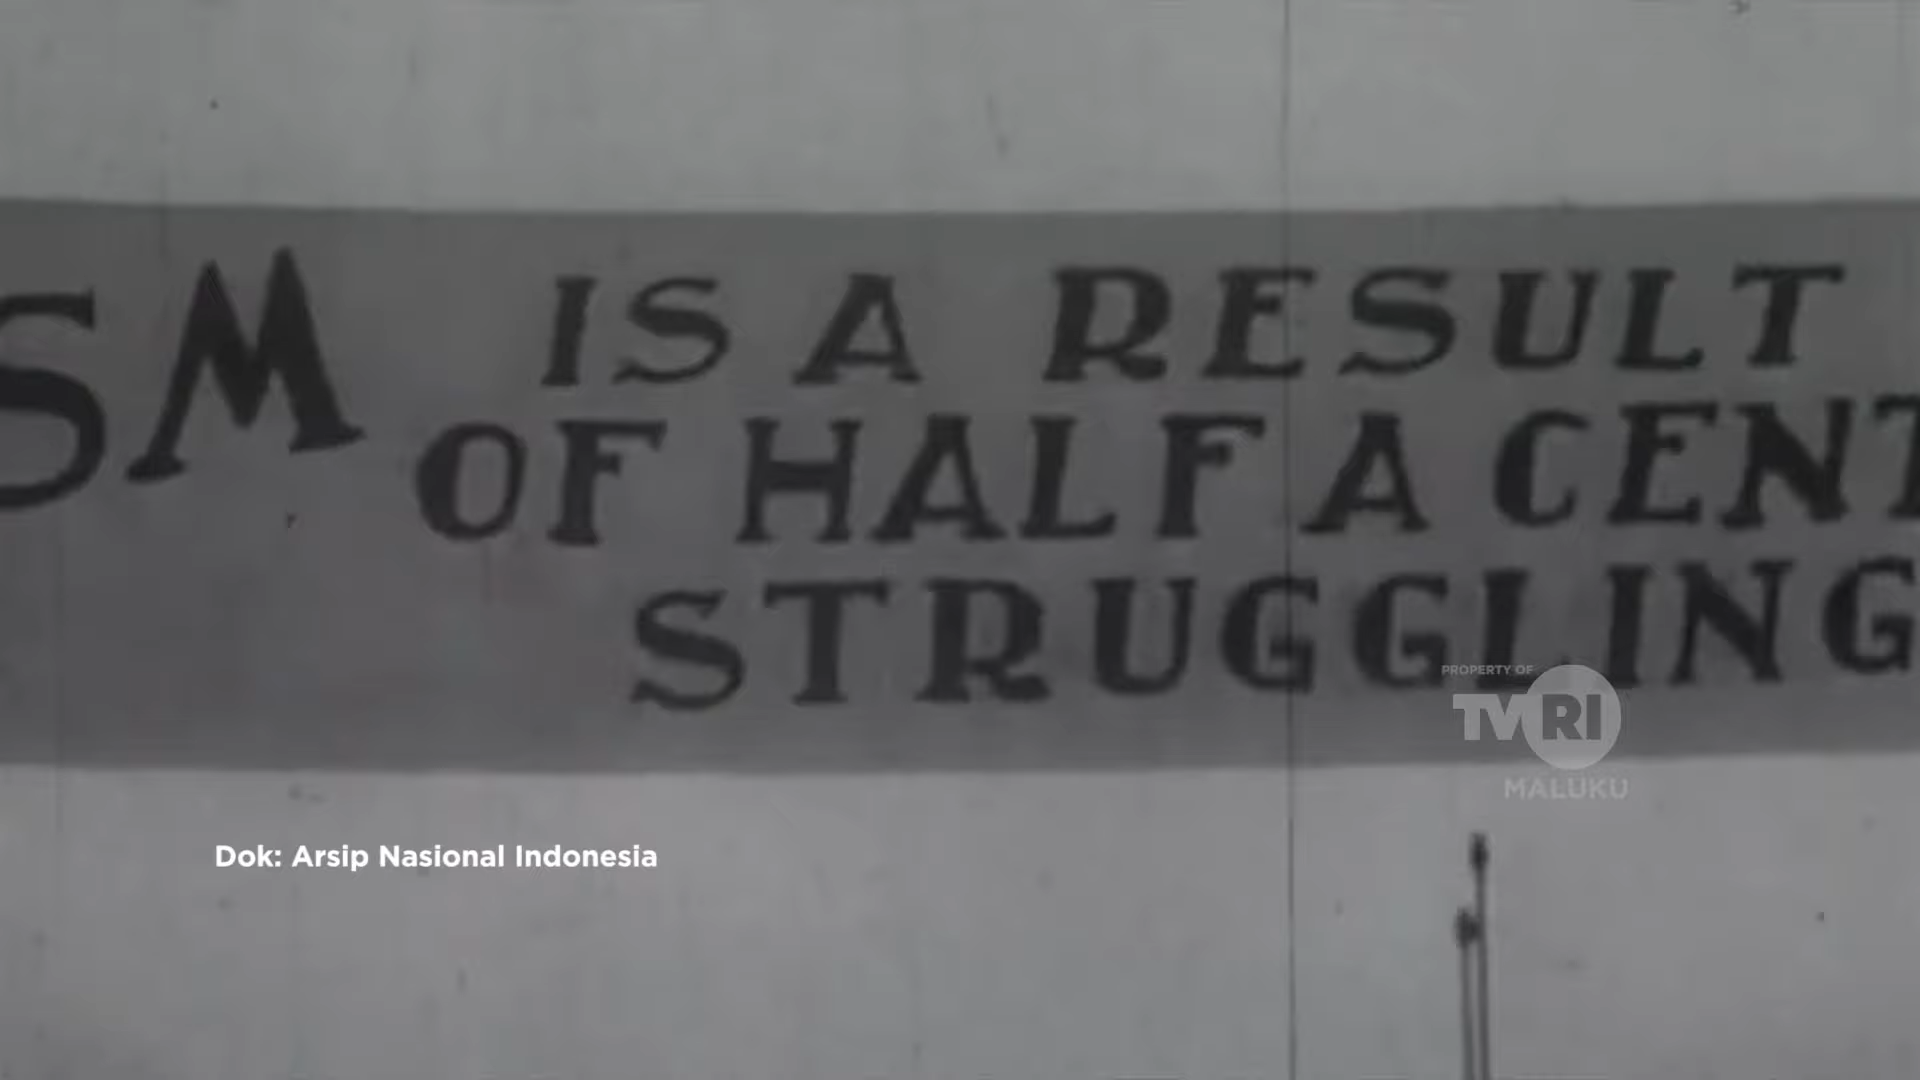 SM IS A RESULT
OF HALF A CENT
STRUGGLING
PROPERTY OF
TVRI
MALUKU
Dok: Arsip Nasional Indonesia